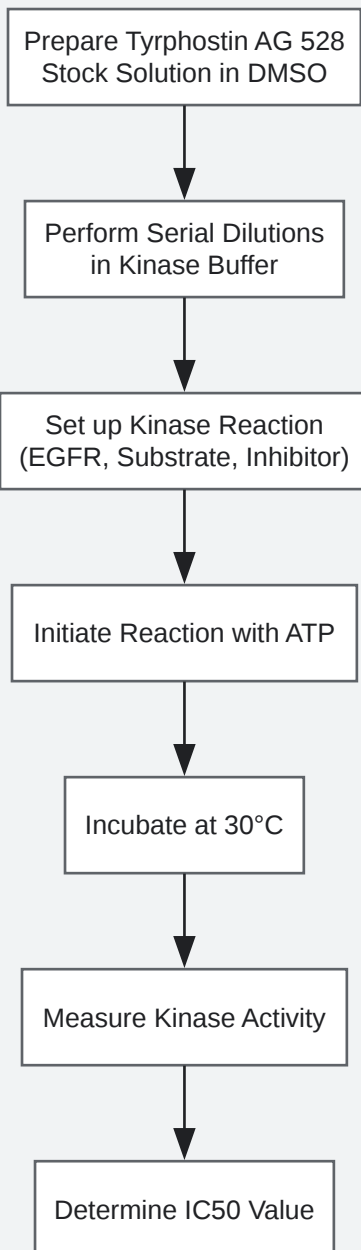 Prepare Tyrphostin AG 528
Stock Solution in DMSO
Perform Serial Dilutions
in Kinase Buffer
Set up Kinase Reaction
(EGFR, Substrate, Inhibitor)
Initiate Reaction with ATP
Incubate at 30°C
Measure Kinase Activity
Determine IC50 Value